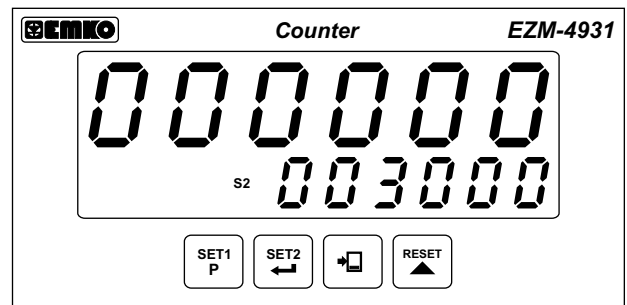 EMKO Counter EZM-4931
000000
S2 003000
SET1 SET2 RESET
P